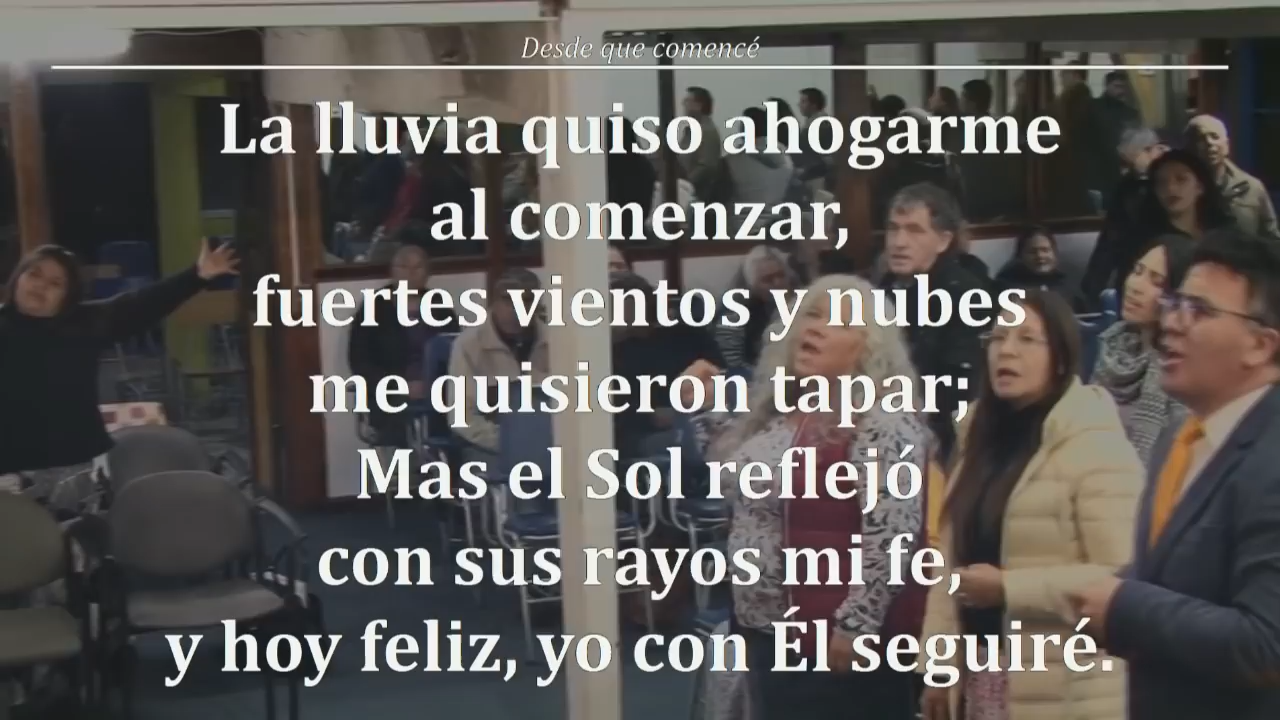 Desde que comencé
La lluvia quiso ahogarme
al comenzar,
fuertes vientos y nubes
me quisieron tapar;
Mas el Sol reflejó
con sus rayos mi fe,
y hoy feliz, yo con Él seguiré.